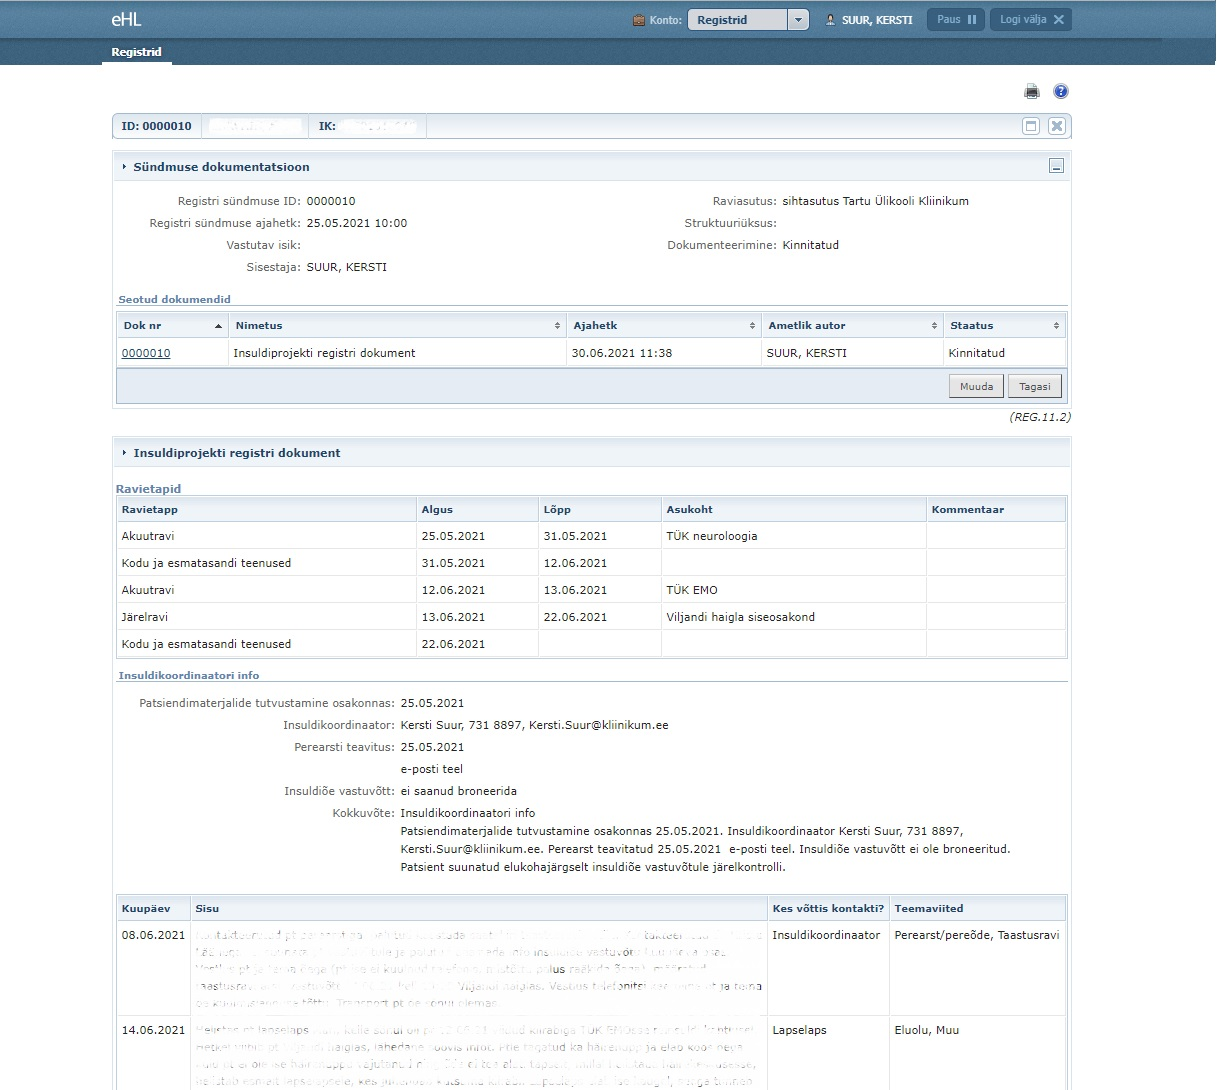 eHL
Konto: Registrid SUUR, KERSTI Paus Logi välja
Registrid
ID: 0000010 IK:
Sündmuse dokumentatsioon
Registri sündmuse ID: 0000010 Raviasutus: sihtasutus Tartu Ülikooli Kliinikum
Registri sündmuse ajahetk: 25.05.2021 10:00 Struktuuriüksus:
Vastutav isik: Dokumenteerimine: Kinnitatud
Sisestaja: SUUR, KERSTI
Seotud dokumendid
Dok nr Nimetus Ajahetk Ametlik autor Staatus
0000010 Insuldiprojekti registri dokument 30.06.2021 11:38 SUUR, KERSTI Kinnitatud
Muuda Tagasi
(REG.11.2)
Insuldiprojekti registri dokument
Ravietapid
Ravietapp Algus Lõpp Asukoht Kommentaar
Akuutravi 25.05.2021 31.05.2021 TÜK neuroloogia
Kodu ja esmatasandi teenused 31.05.2021 12.06.2021
Akuutravi 12.06.2021 13.06.2021 TÜK EMO
Järelravi 13.06.2021 22.06.2021 Viljandi haigla siseosakond
Kodu ja esmatasandi teenused 22.06.2021
Insuldikoordinaatori info
Patsiendimaterjalide tutvustamine osakonnas: 25.05.2021
Insuldikoordinaator: Kersti Suur, 731 8897, Kersti.Suur@kliinikum.ee
Perearsti teavitus: 25.05.2021
e-posti teel
Insuldiõe vastuvõtt: ei saanud broneerida
Kokkuvõte: Insuldikoordinaatori info
Patsiendimaterjalide tutvustamine osakonnas 25.05.2021. Insuldikoordinaator Kersti Suur, 731 8897,
Kersti.Suur@kliinikum.ee. Perearst teavitatud 25.05.2021 e-posti teel. Insuldiõe vastuvõtt ei ole broneeritud.
Patsient suunatud elukohajärgselt insuldiõe vastuvõtule järelkontrolli.
Kuupäev Sisu Kes võttis kontakti? Teemaviited
08.06.2021 Insuldikoordinaator Perearst/pereõde, Taastusravi
14.06.2021 Lapselaps Eluolu, Muu